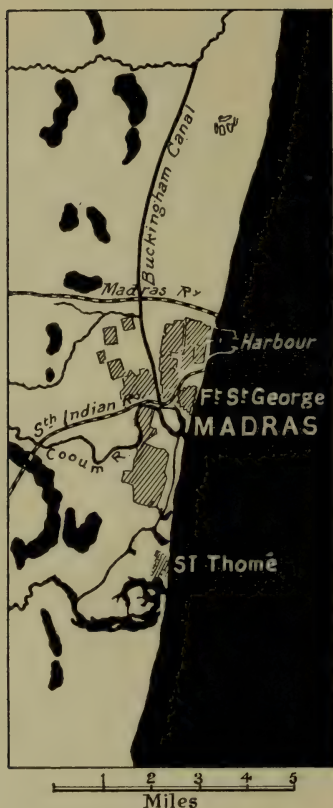 Buckingham Canal
Madras Ry
Harbour
Ft St George
Sth Indian R
MADRAS
Cooum R.
ST Thomé
1 2 3 4 5
Miles